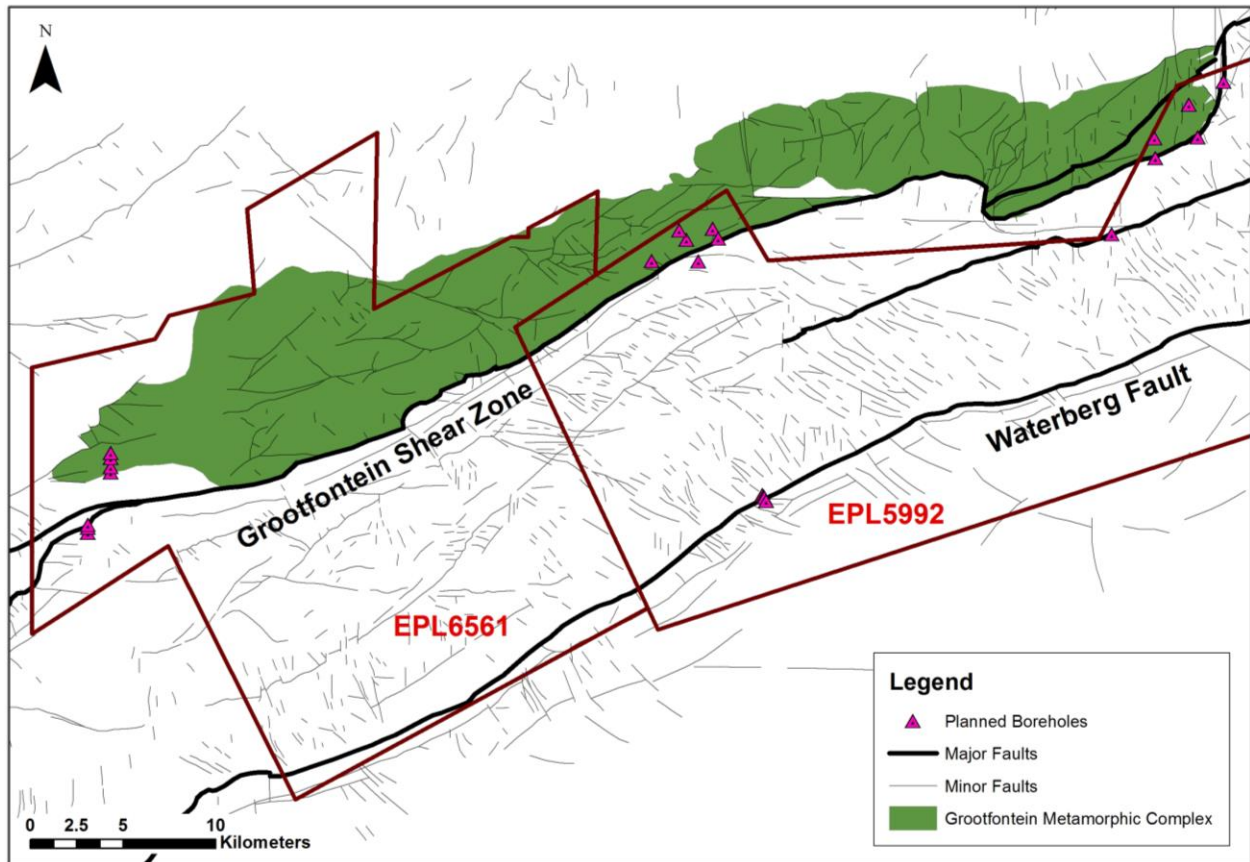 N
Grootfontein Shear Zone
Waterberg Fault
EPL5992
EPL6561
Legend
Planned Boreholes
Major Faults
Minor Faults
Grootfontein Metamorphic Complex
0 2.5 5 10
Kilometers